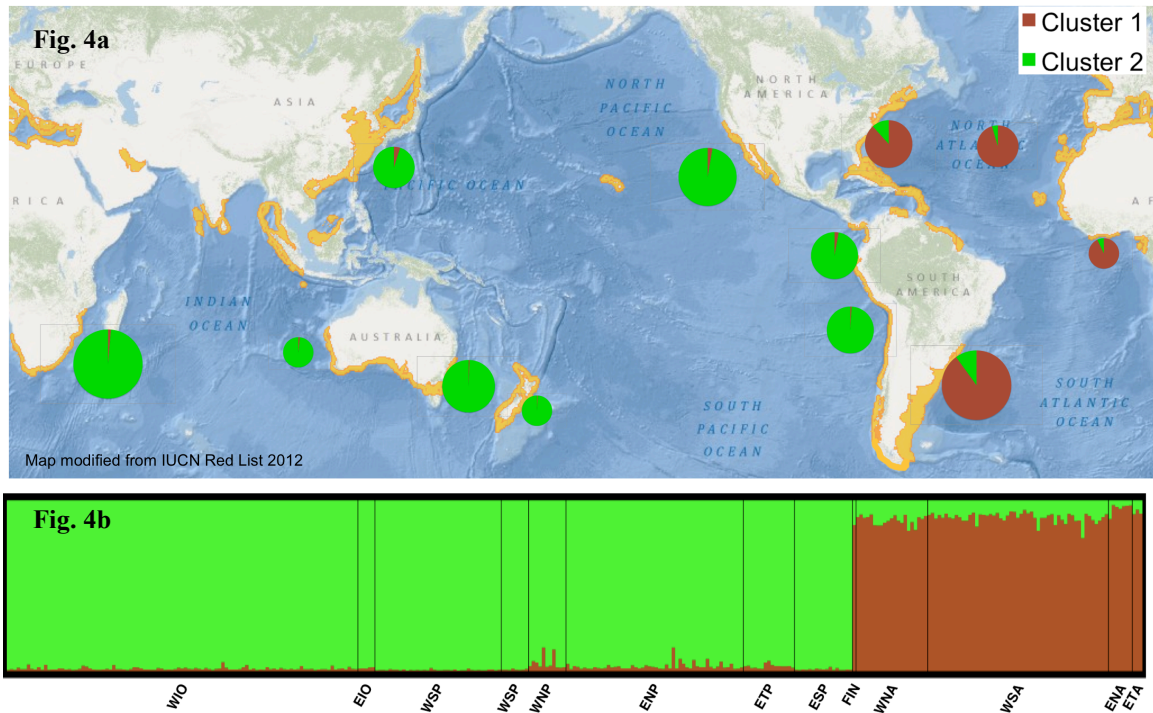 Fig. 4a
Cluster 1
Cluster 2
EUROPE
ASIA
NORTH
PACIFIC
OCEAN
NORTH
AMERICA
NORTH
ATLANTIC
OCEAN
PACIFIC OCEAN
RICA
AF
INDIAN
OCEAN
AUSTRALIA
SOUTH
AMERICA
SOUTH
PACIFIC
OCEAN
SOUTH
ATLANTIC
OCEAN
Map modified from IUCN Red List 2012
Fig. 4b
WIO
EIO
WSP
WSP
WNP
ENP
ETP
ESP
FIN
WNA
WSA
ENA
ETA